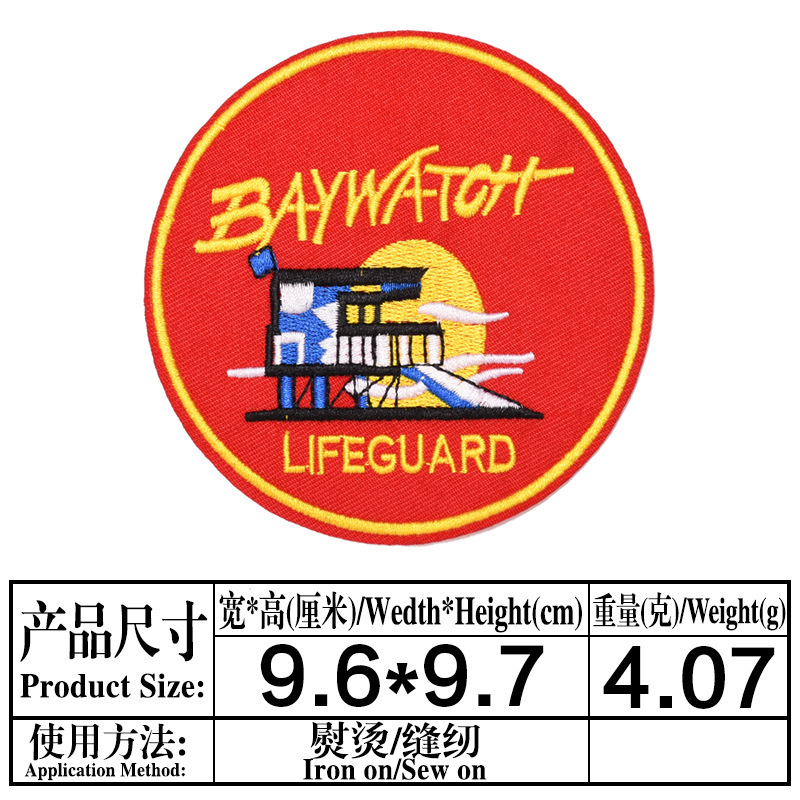 BAYWATCH
LIFEGUARD
产品尺寸
Product Size:
宽*高(厘米)/Wedth*Height(cm)
重量(克)/Weight(g)
9.6*9.7
4.07
使用方法:
Application Method:
熨烫/缝纫
Iron on/Sew on